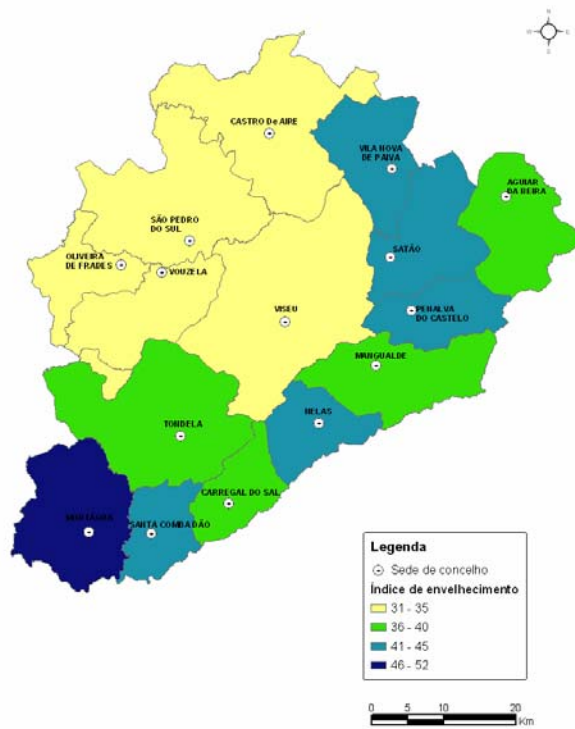 N
W E
S
CASTRO De AIRE
VILA NOVA
DE PAIVA
AGUIAR
DA BEIRA
SÃO PEDRO
DO SUL
OLIVEIRA
DE FRADES
VOUZELA
SATÃO
VISEU
PENALVA
DO CASTELO
MANGUALDE
NELAS
TONDELA
CARREGAL DO SAL
MORTÁGUA
SANTA COMBA DÃO
Legenda
Sede de concelho
Índice de envelhecimento
31 - 35
36 - 40
41 - 45
46 - 52
0 5 10 20
Km